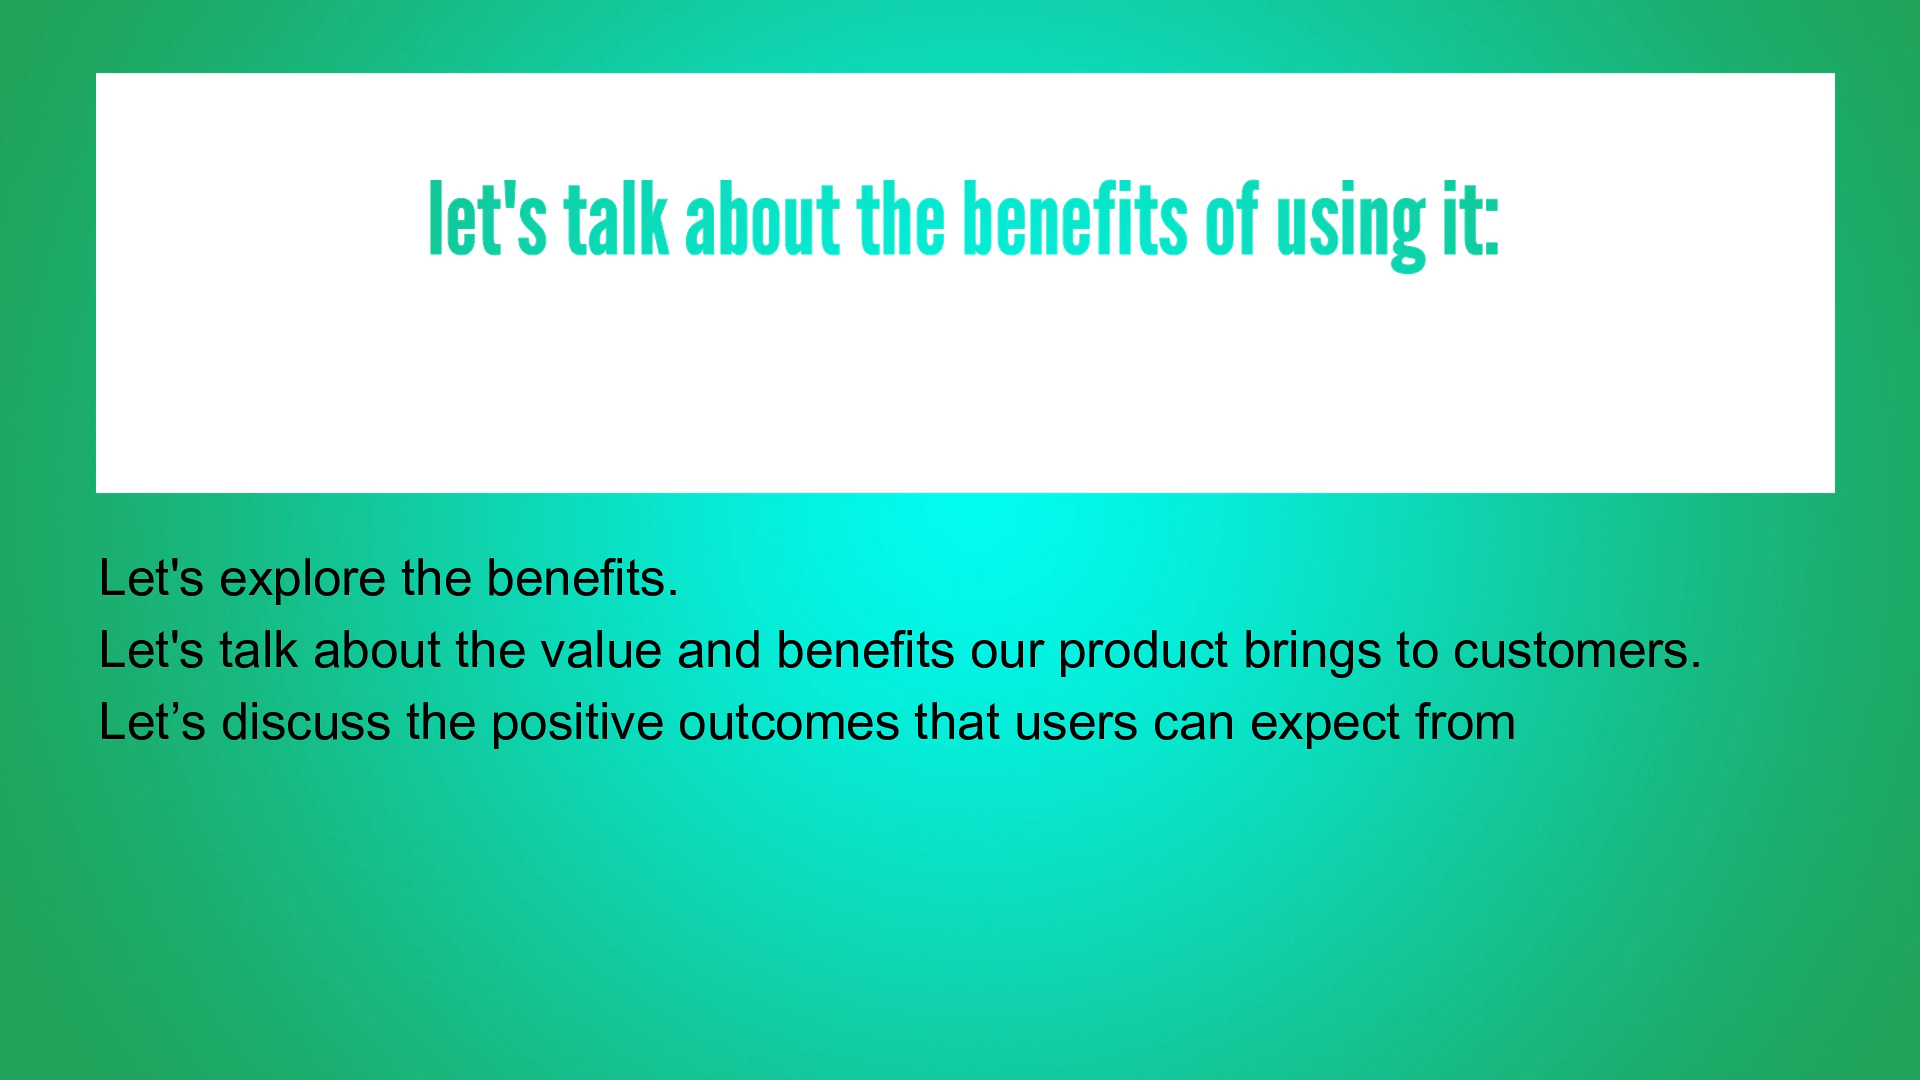 let's talk about the benefits of using it:
Let's explore the benefits.
Let's talk about the value and benefits our product brings to customers.
Let’s discuss the positive outcomes that users can expect from